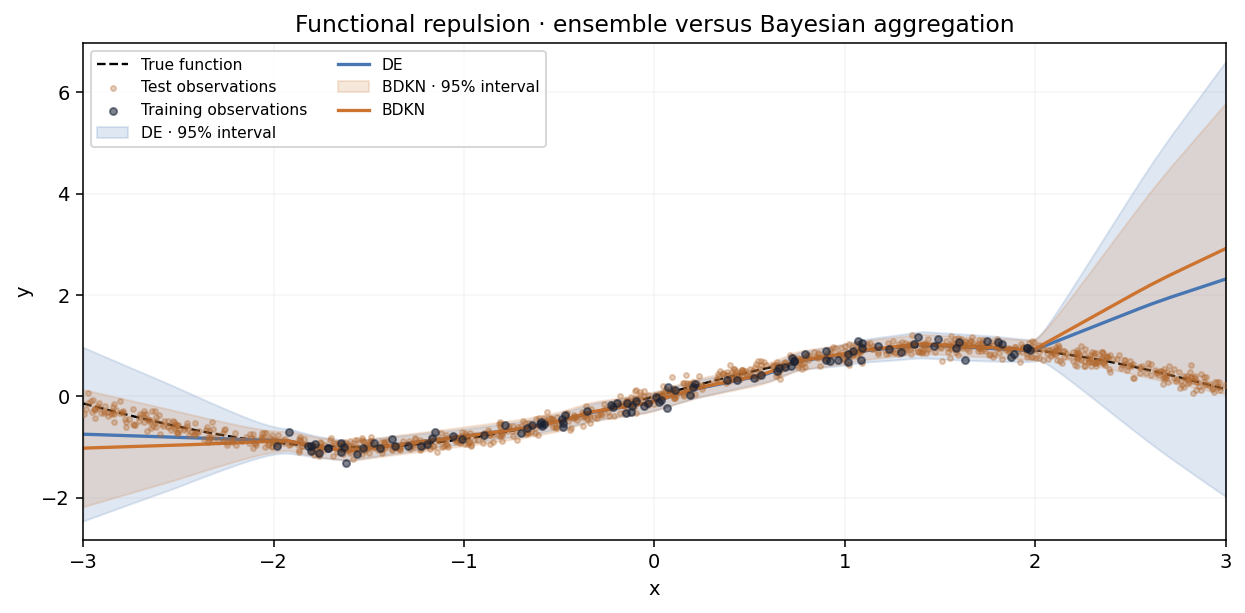 Functional repulsion · ensemble versus Bayesian aggregation
True function
Test observations
Training observations
DE · 95% interval
DE
BDKN · 95% interval
BDKN
y
6
4
2
0
−2
−3
−2
−1
0
1
2
3
x